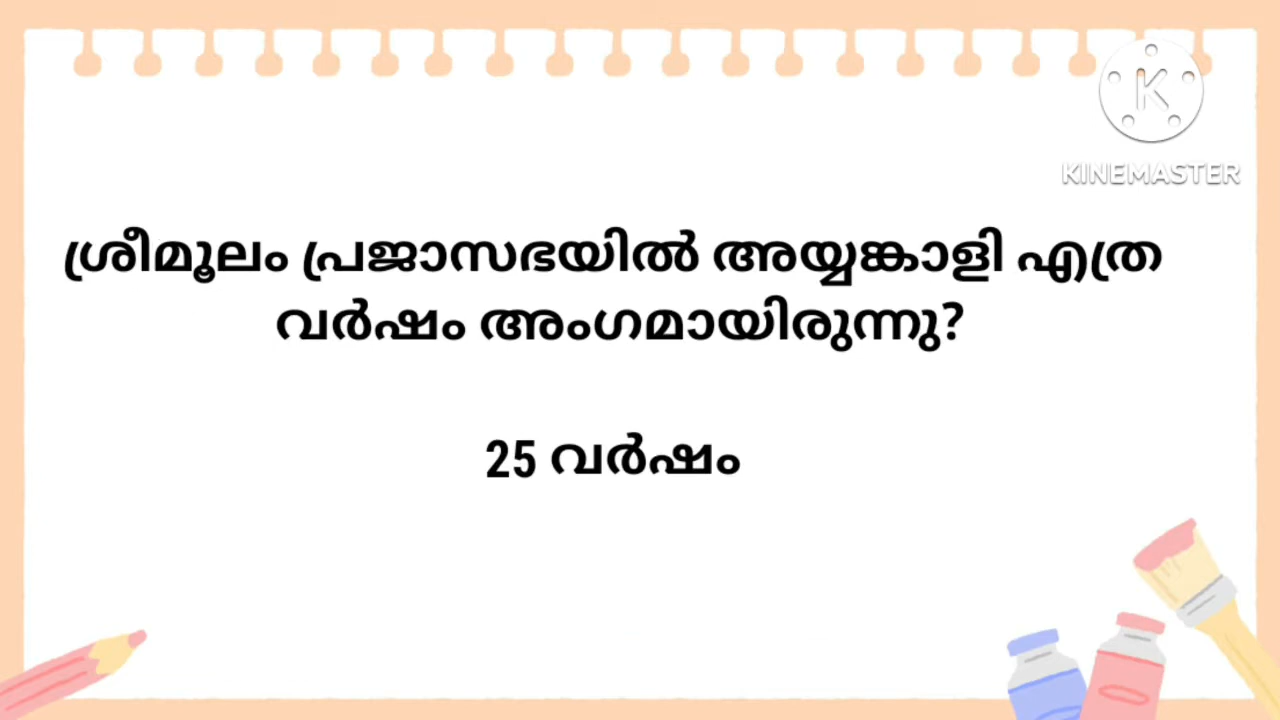 K
KINEMASTER
ശ്രീമൂലം പ്രജാസഭയിൽ അയ്യങ്കാളി എത്ര
വർഷം അംഗമായിരുന്നു?
25 വർഷം